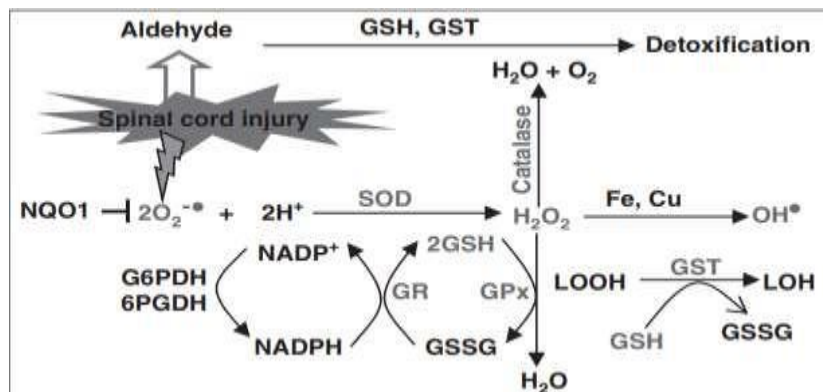 Aldehyde
GSH, GST
Detoxification
H₂O + O₂
Spinal cord injury
Catalase
NQO1
2O₂⁻•
+
2H⁺
SOD
H₂O₂
Fe, Cu
OH•
G6PDH
6PGDH
NADP⁺
2GSH
GR
GPx
LOOH
GST
LOH
NADPH
GSSG
GSH
GSSG
H₂O